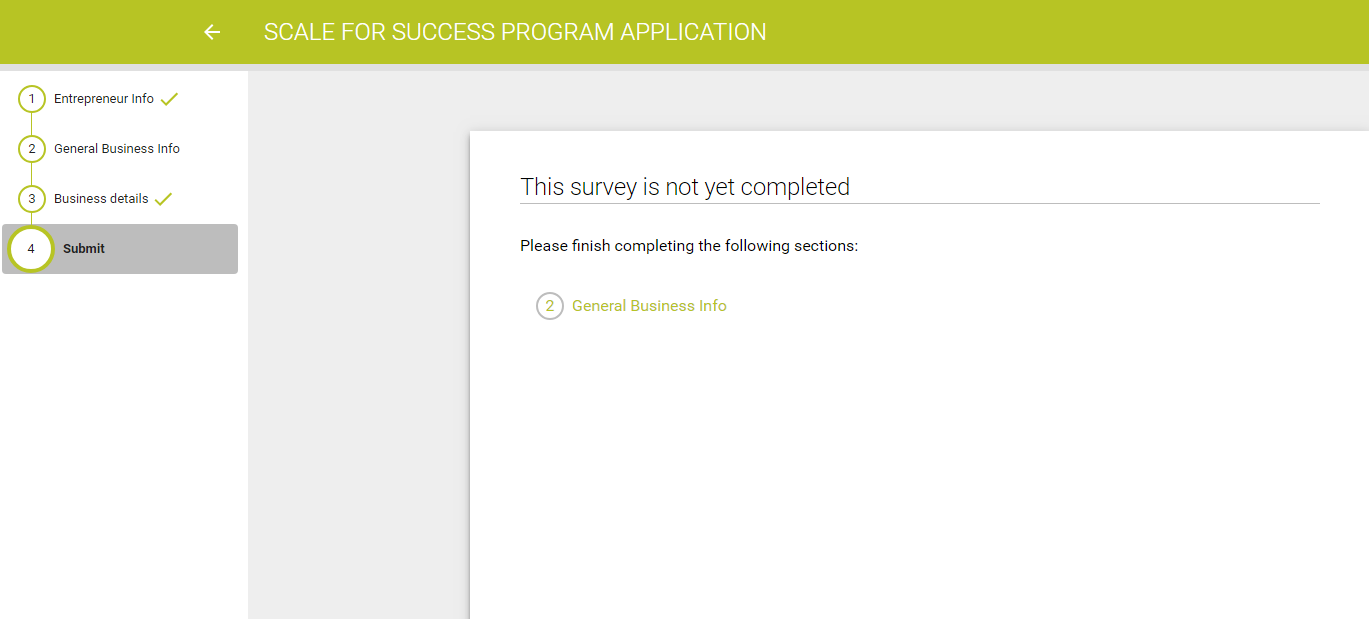 SCALE FOR SUCCESS PROGRAM APPLICATION
1 Entrepreneur Info
2 General Business Info
3 Business details
4 Submit
This survey is not yet completed
Please finish completing the following sections:
2 General Business Info